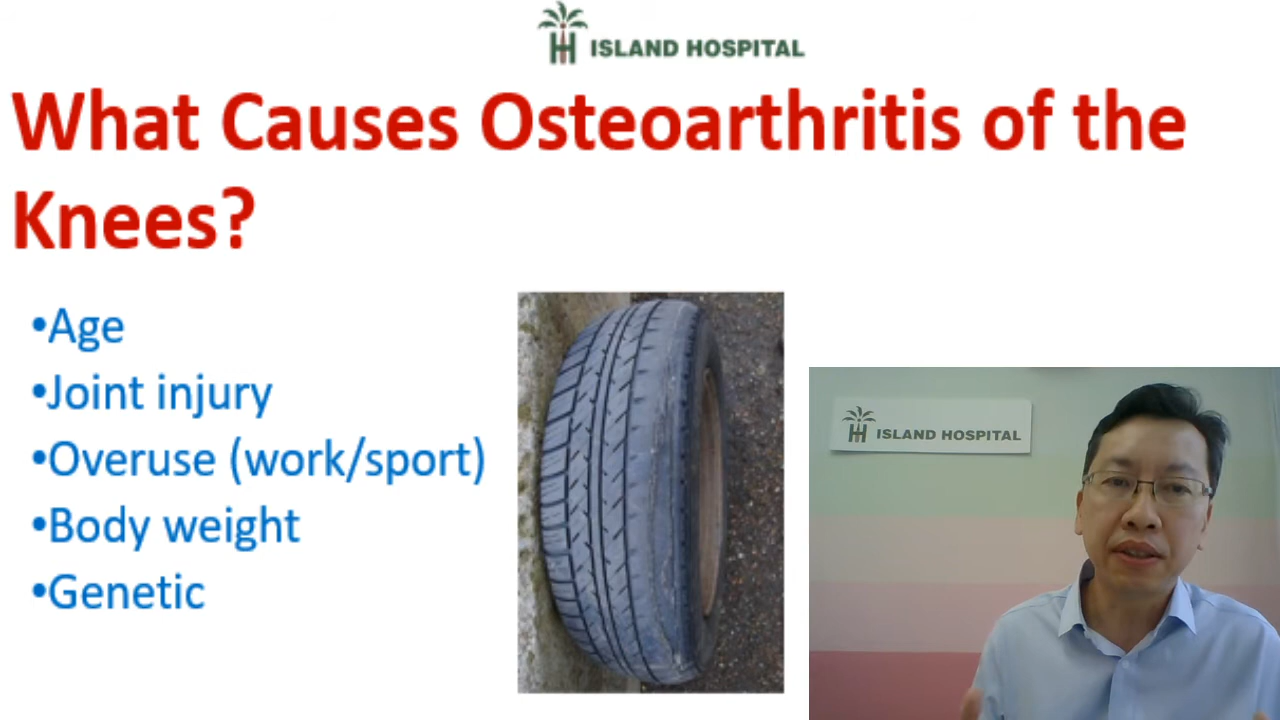 ISLAND HOSPITAL
What Causes Osteoarthritis of the
Knees?
•Age
•Joint injury
•Overuse (work/sport)
•Body weight
•Genetic
ISLAND HOSPITAL